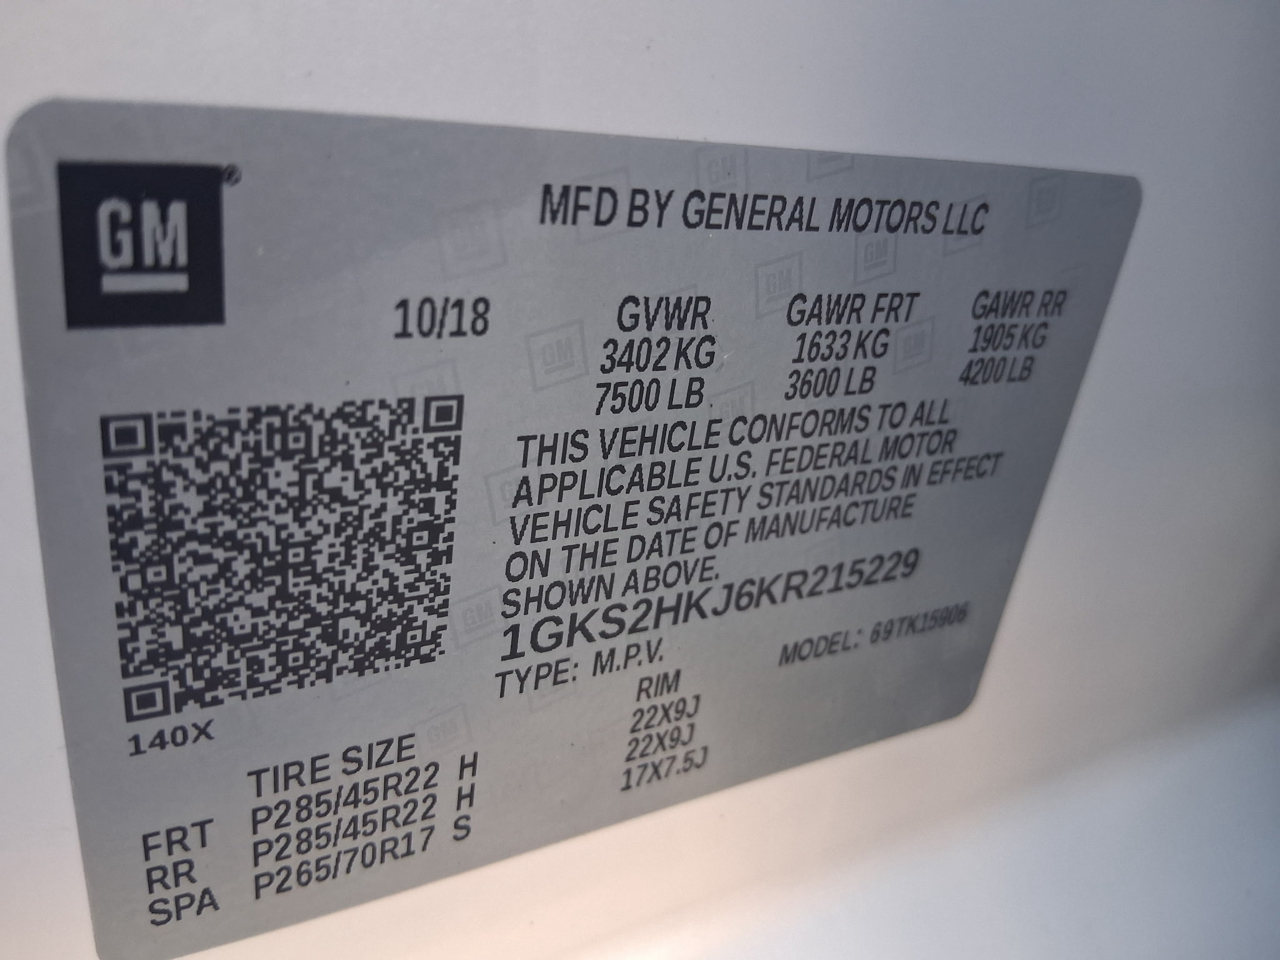 GM®
MFD BY GENERAL MOTORS LLC
10/18
GVWR GAWR FRT GAWR RR
3402 KG 1633 KG 1905 KG
7500 LB 3600 LB 4200 LB
THIS VEHICLE CONFORMS TO ALL
APPLICABLE U.S. FEDERAL MOTOR
VEHICLE SAFETY STANDARDS IN EFFECT
ON THE DATE OF MANUFACTURE
SHOWN ABOVE.
1GKS2HKJ6KR215229
TYPE: M.P.V. MODEL: 69TK15906
140X
TIRE SIZE RIM
FRT P285/45R22 H 22X9J
RR P285/45R22 H 22X9J
SPA P265/70R17 S 17X7.5J